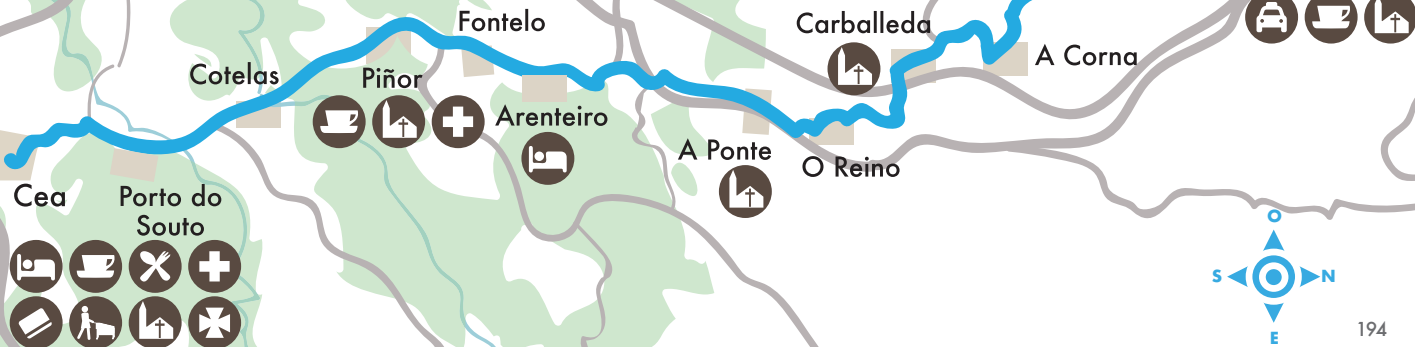 Fontelo
Carballeda
A Corna
Cotelas
Piñor
Arenteiro
A Ponte
O Reino
Cea
Porto do
Souto
O
S
N
E
194